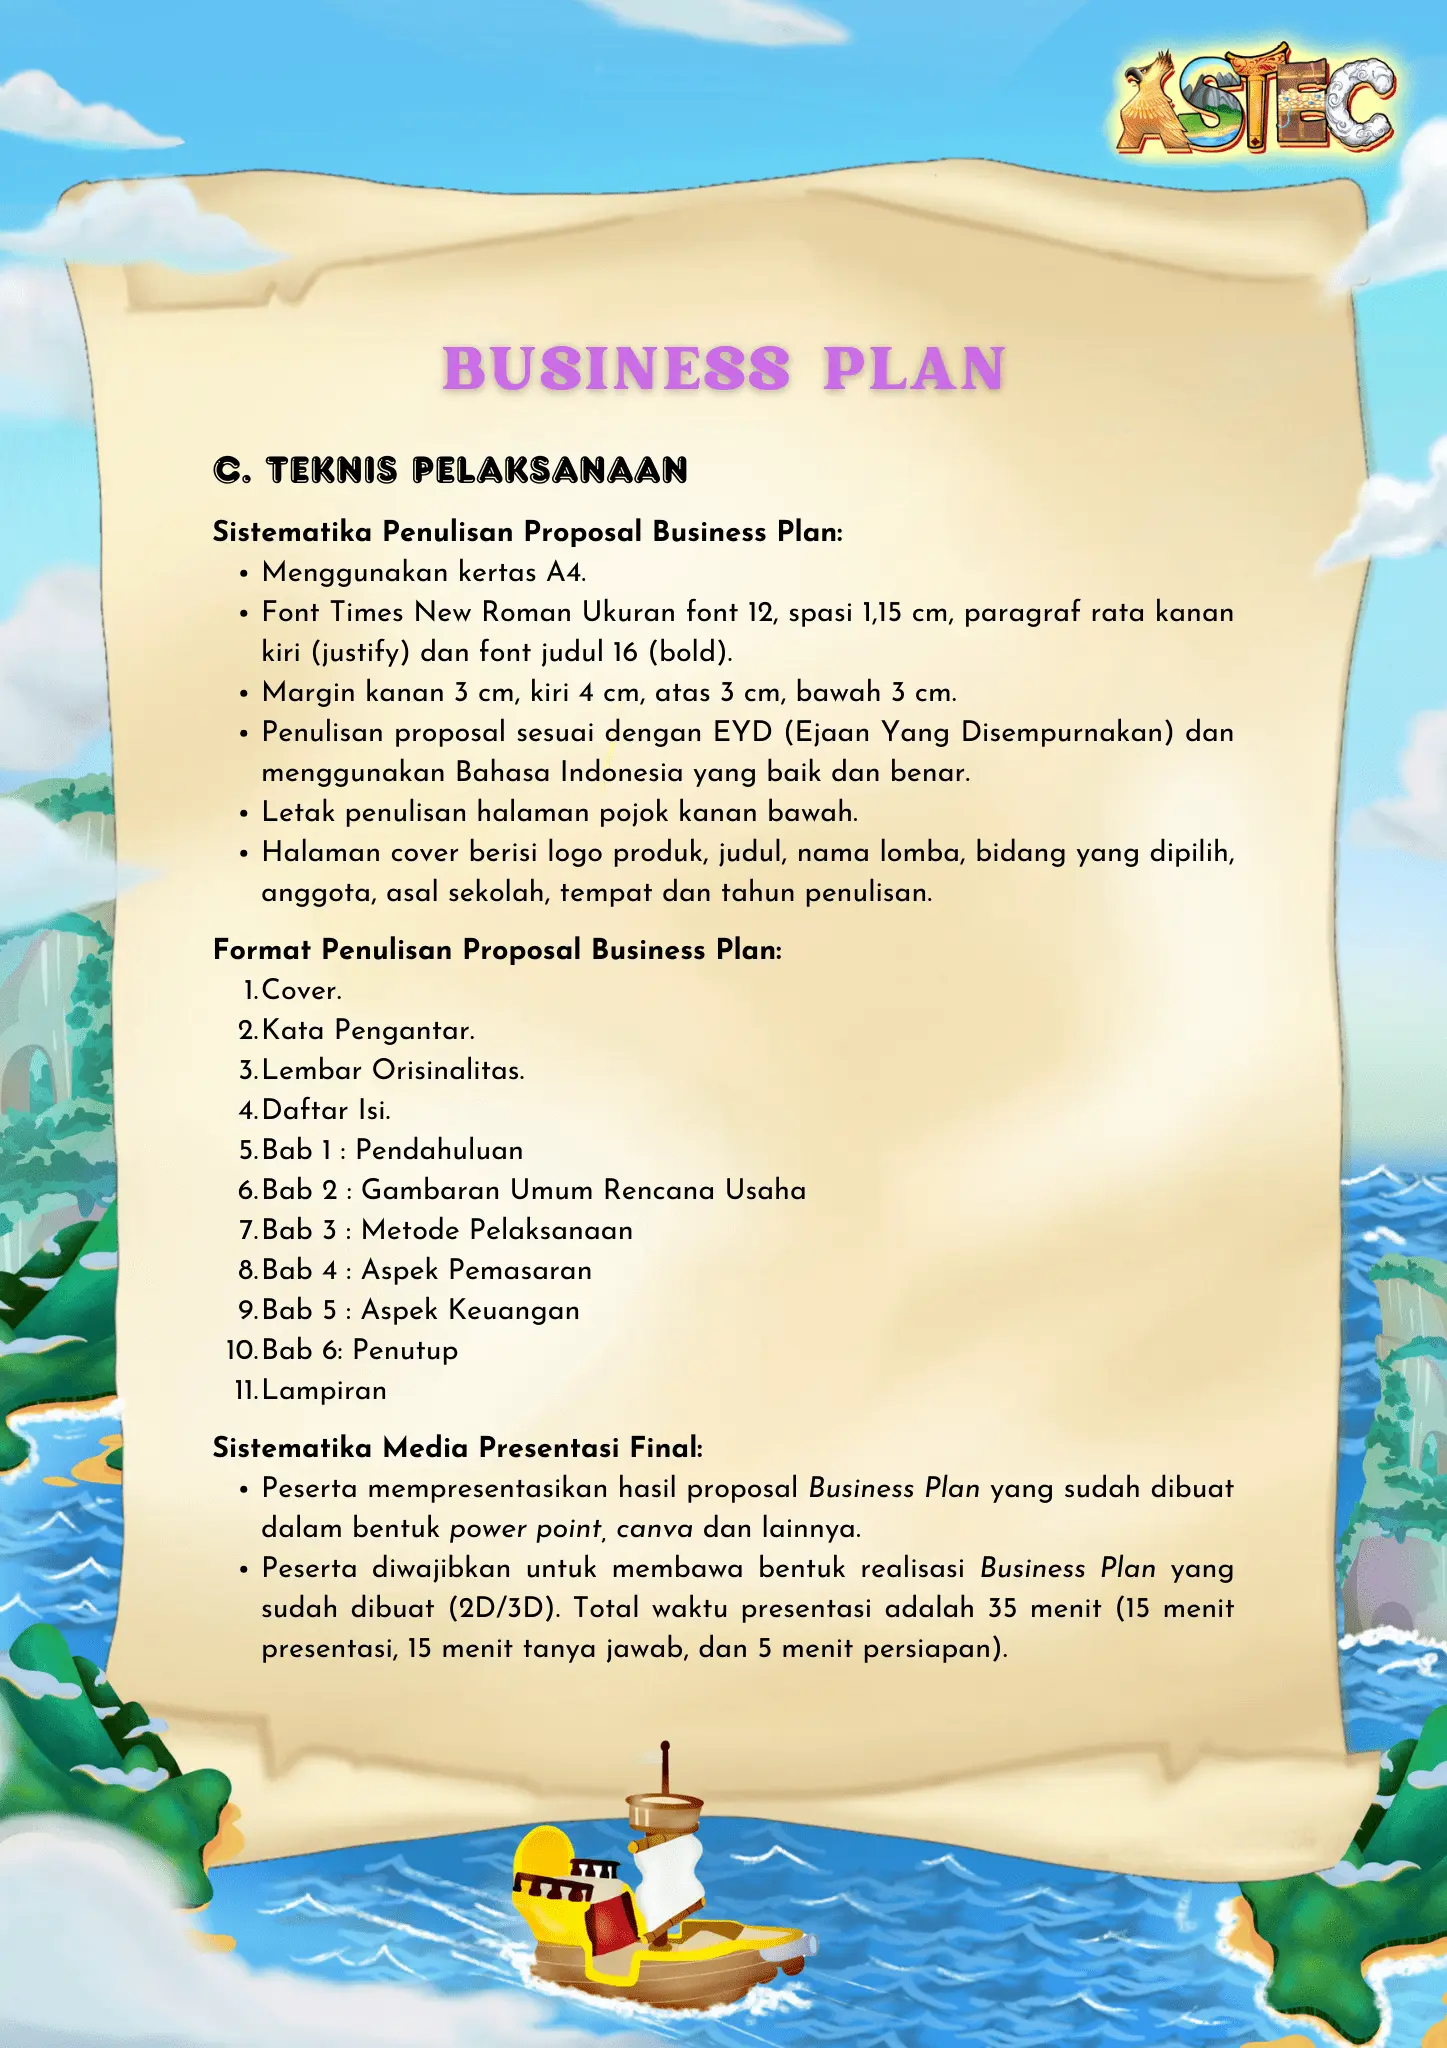 ASTEC
BUSINESS PLAN
C. TEKNIS PELAKSANAAN
Sistematika Penulisan Proposal Business Plan:
• Menggunakan kertas A4.
• Font Times New Roman Ukuran font 12, spasi 1,15 cm, paragraf rata kanan
kiri (justify) dan font judul 16 (bold).
• Margin kanan 3 cm, kiri 4 cm, atas 3 cm, bawah 3 cm.
• Penulisan proposal sesuai dengan EYD (Ejaan Yang Disempurnakan) dan
menggunakan Bahasa Indonesia yang baik dan benar.
• Letak penulisan halaman pojok kanan bawah.
• Halaman cover berisi logo produk, judul, nama lomba, bidang yang dipilih,
anggota, asal sekolah, tempat dan tahun penulisan.
Format Penulisan Proposal Business Plan:
1. Cover.
2. Kata Pengantar.
3. Lembar Orisinalitas.
4. Daftar Isi.
5. Bab 1 : Pendahuluan
6. Bab 2 : Gambaran Umum Rencana Usaha
7. Bab 3 : Metode Pelaksanaan
8. Bab 4 : Aspek Pemasaran
9. Bab 5 : Aspek Keuangan
10. Bab 6: Penutup
11. Lampiran
Sistematika Media Presentasi Final:
• Peserta mempresentasikan hasil proposal Business Plan yang sudah dibuat
dalam bentuk power point, canva dan lainnya.
• Peserta diwajibkan untuk membawa bentuk realisasi Business Plan yang
sudah dibuat (2D/3D). Total waktu presentasi adalah 35 menit (15 menit
presentasi, 15 menit tanya jawab, dan 5 menit persiapan).